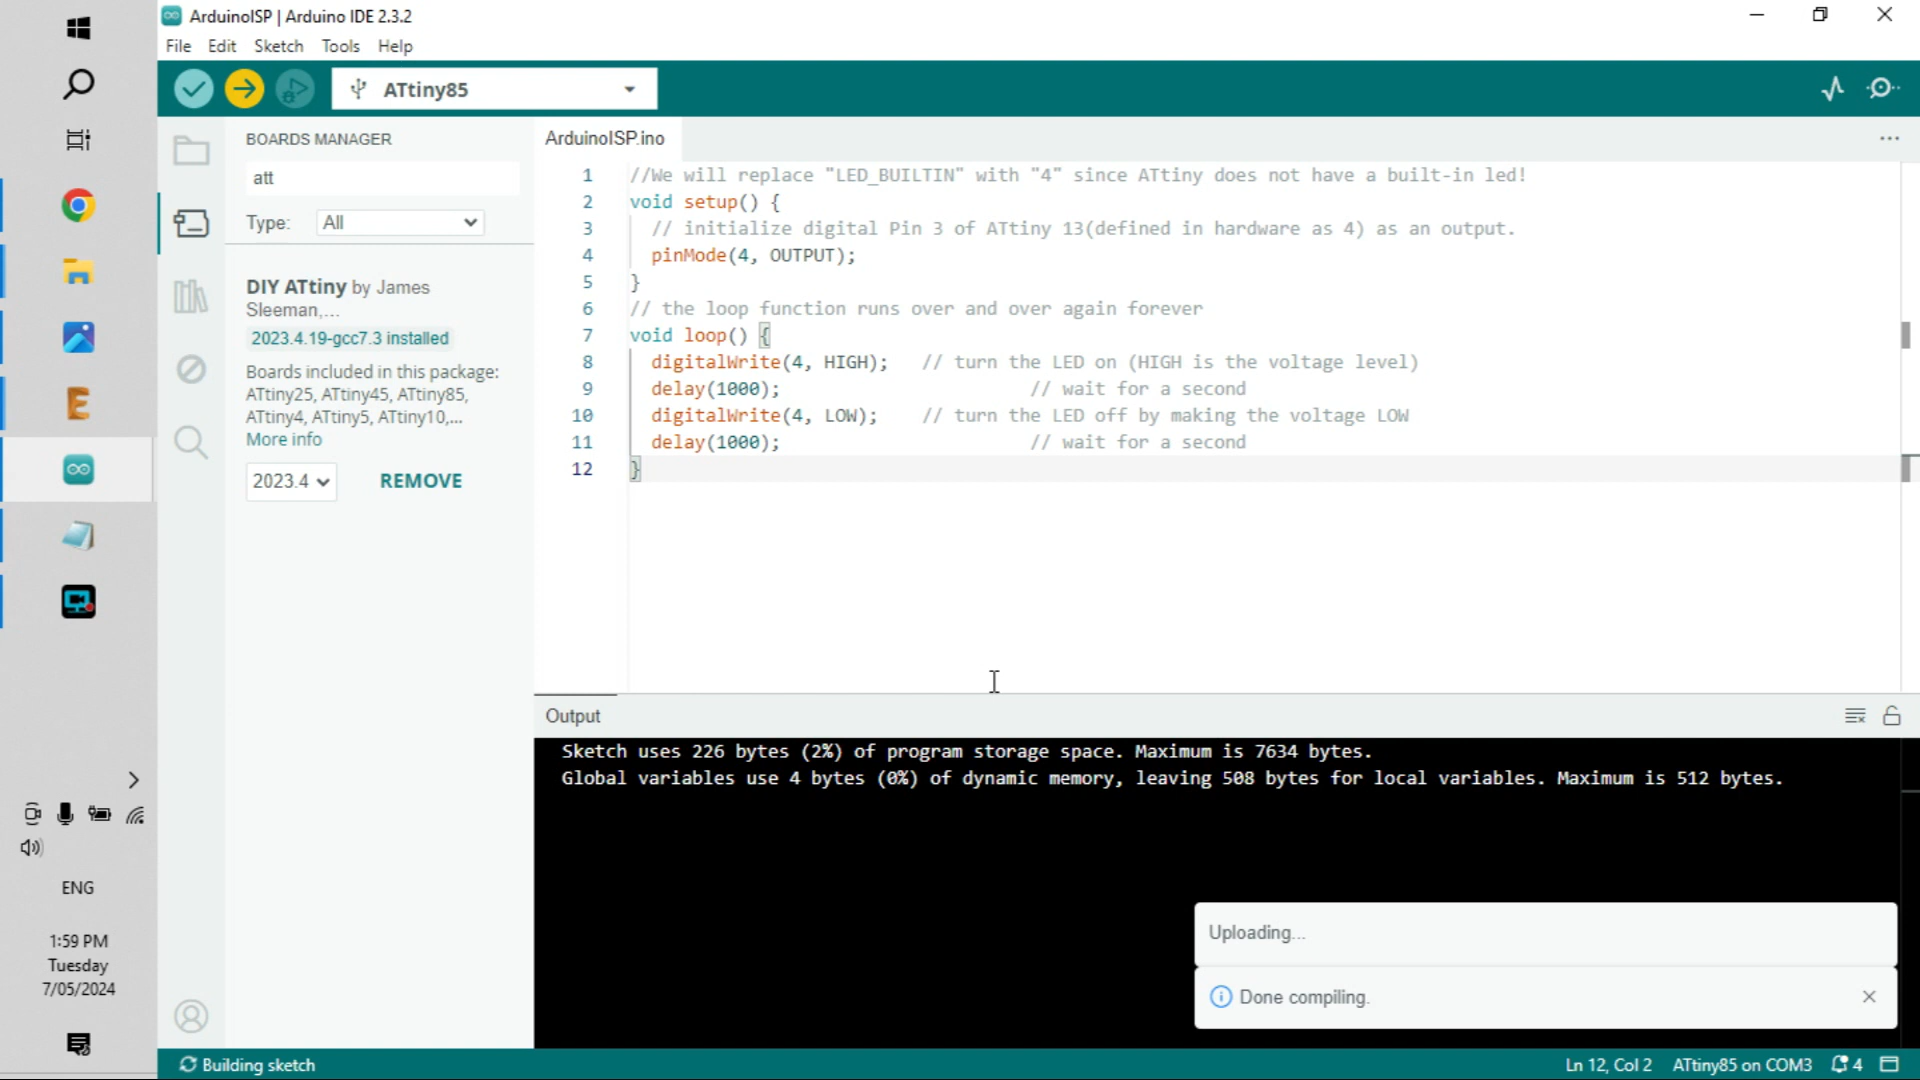 ArduinoISP | Arduino IDE 2.3.2
File Edit Sketch Tools Help
ATtiny85
BOARDS MANAGER
att
Type: All
DIY ATtiny by James
Sleeman,...
2023.4.19-gcc7.3 installed
Boards included in this package:
ATtiny25, ATtiny45, ATtiny85,
ATtiny4, ATtiny5, ATtiny10,...
More info
2023.4 REMOVE
ArduinoISP.ino
1 //We will replace "LED_BUILTIN" with "4" since ATtiny does not have a built-in led!
2 void setup() {
3 // initialize digital Pin 3 of ATtiny 13(defined in hardware as 4) as an output.
4 pinMode(4, OUTPUT);
5 }
6 // the loop function runs over and over again forever
7 void loop() {
8 digitalWrite(4, HIGH); // turn the LED on (HIGH is the voltage level)
9 delay(1000); // wait for a second
10 digitalWrite(4, LOW); // turn the LED off by making the voltage LOW
11 delay(1000); // wait for a second
12 }
Output
Sketch uses 226 bytes (2%) of program storage space. Maximum is 7634 bytes.
Global variables use 4 bytes (0%) of dynamic memory, leaving 508 bytes for local variables. Maximum is 512 bytes.
Uploading...
Done compiling.
ENG
1:59 PM
Tuesday
7/05/2024
Building sketch
Ln 12, Col 2 ATtiny85 on COM3 4